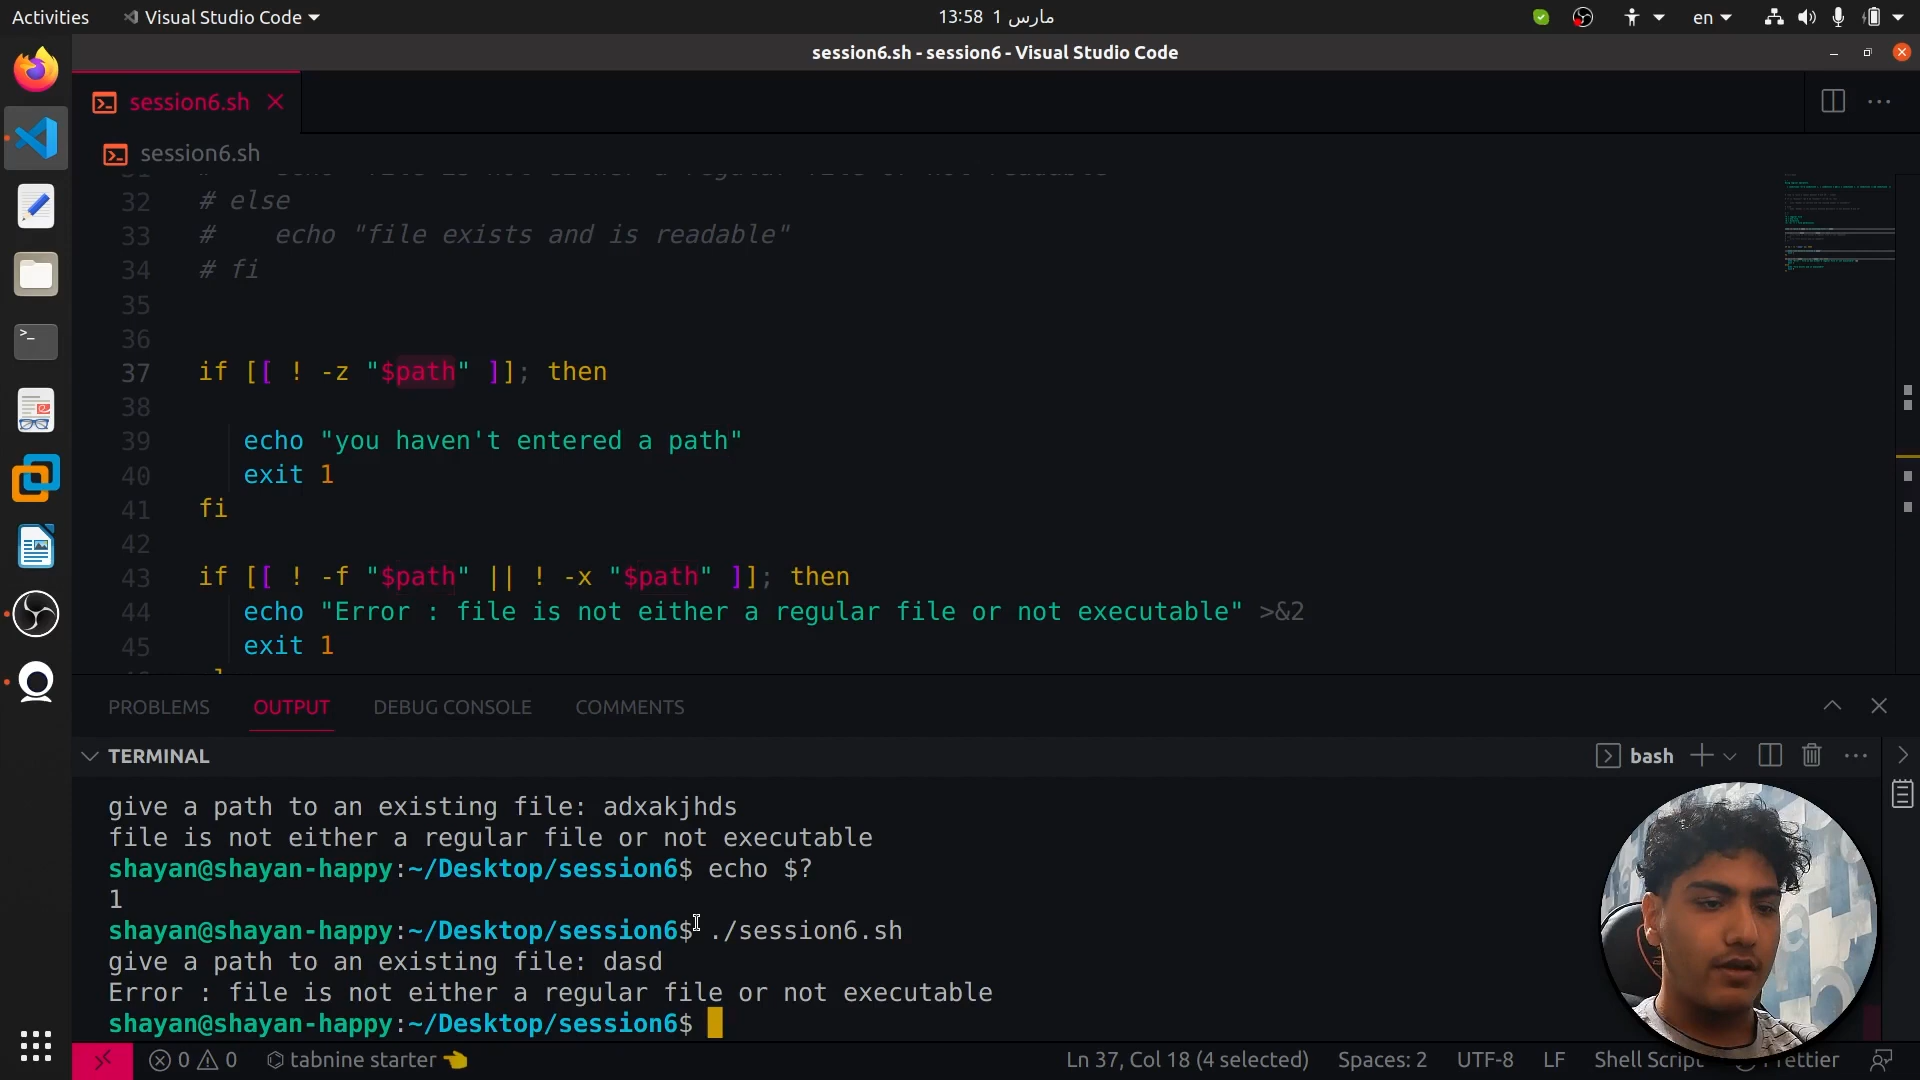 Activities
Visual Studio Code
13:58 1 مارس
en
session6.sh - session6 - Visual Studio Code
session6.sh
session6.sh
32 # else
33 # echo "file exists and is readable"
34 # fi
35
36
37 if [[ ! -z "$path" ]]; then
38
39 echo "you haven't entered a path"
40 exit 1
41 fi
42
43 if [[ ! -f "$path" || ! -x "$path" ]]; then
44 echo "Error : file is not either a regular file or not executable" >&2
45 exit 1
PROBLEMS OUTPUT DEBUG CONSOLE COMMENTS
TERMINAL
bash
give a path to an existing file: adxakjhds
file is not either a regular file or not executable
shayan@shayan-happy:~/Desktop/session6$ echo $?
1
shayan@shayan-happy:~/Desktop/session6$ ./session6.sh
give a path to an existing file: dasd
Error : file is not either a regular file or not executable
shayan@shayan-happy:~/Desktop/session6$
0 0 tabnine starter Ln 37, Col 18 (4 selected) Spaces: 2 UTF-8 LF Shell Script Prettier